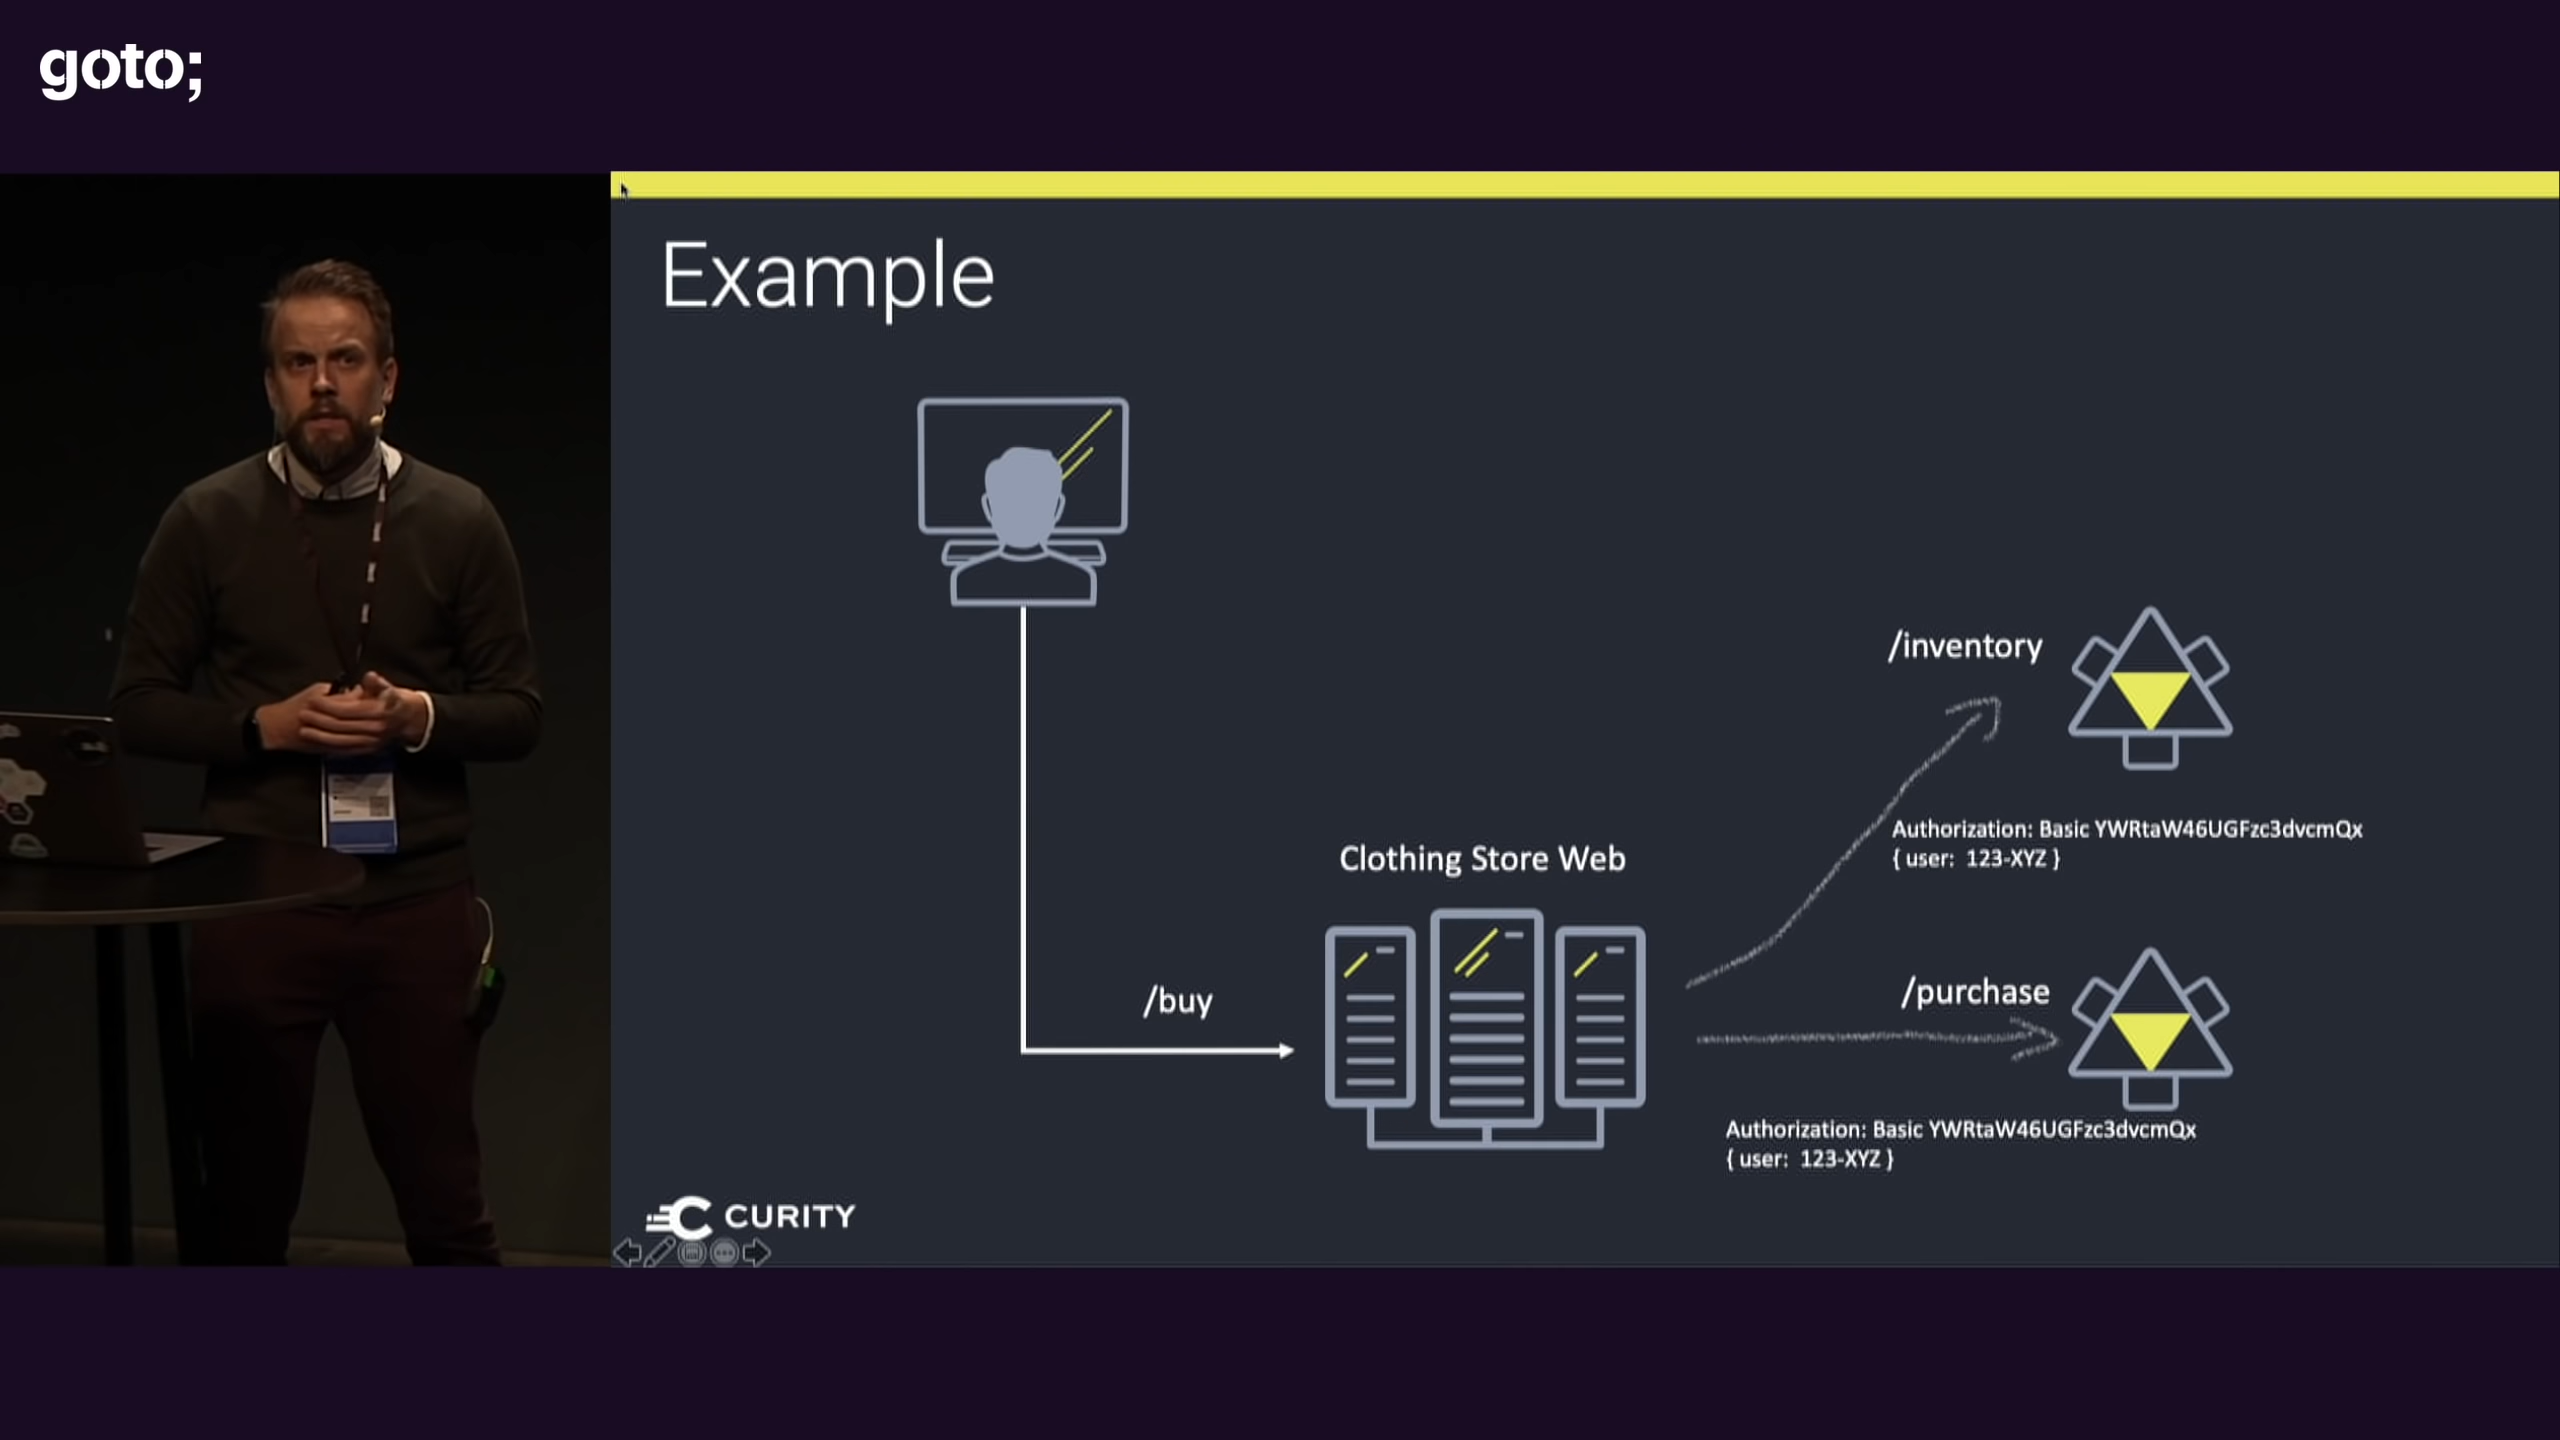 goto;
Example
/inventory
Authorization: Basic YWRtaW46UGFzc3dvcmQx
{ user: 123-XYZ }
Clothing Store Web
/buy
/purchase
Authorization: Basic YWRtaW46UGFzc3dvcmQx
{ user: 123-XYZ }
CURITY